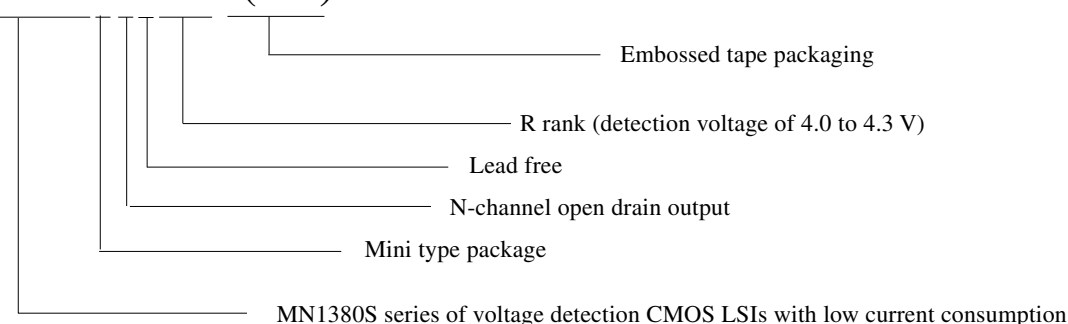 Embossed tape packaging
R rank (detection voltage of 4.0 to 4.3 V)
Lead free
N-channel open drain output
Mini type package
MN1380S series of voltage detection CMOS LSIs with low current consumption